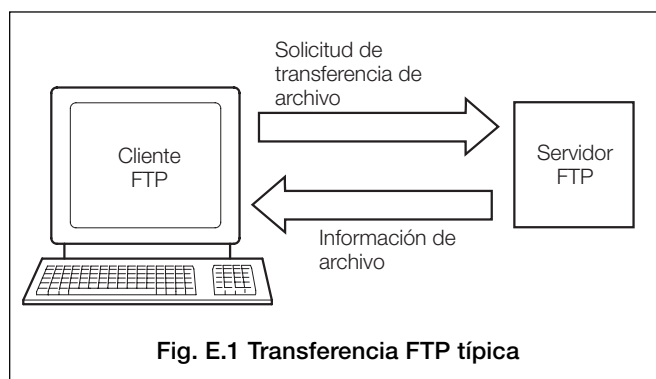 Solicitud de
transferencia de
archivo
Cliente
FTP
Servidor
FTP
Información de
archivo
Fig. E.1 Transferencia FTP típica